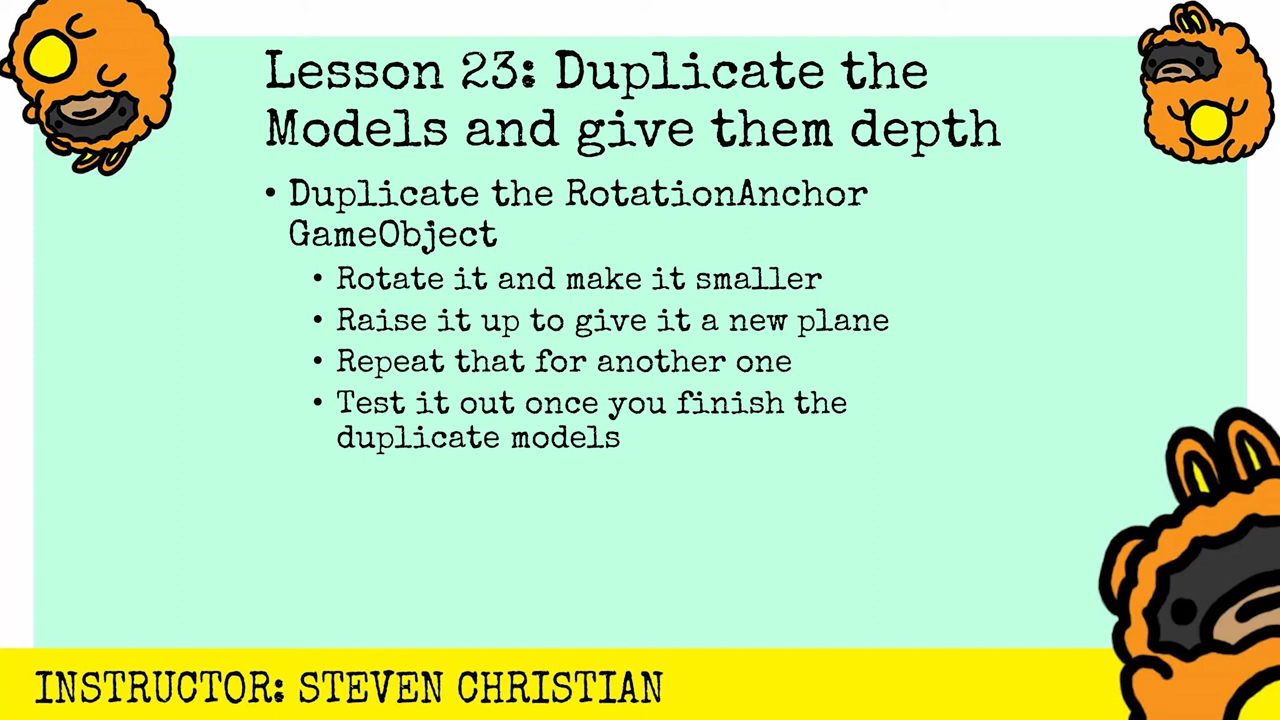 Lesson 23: Duplicate the
Models and give them depth
• Duplicate the RotationAnchor
GameObject
• Rotate it and make it smaller
• Raise it up to give it a new plane
• Repeat that for another one
• Test it out once you finish the
duplicate models
INSTRUCTOR: STEVEN CHRISTIAN